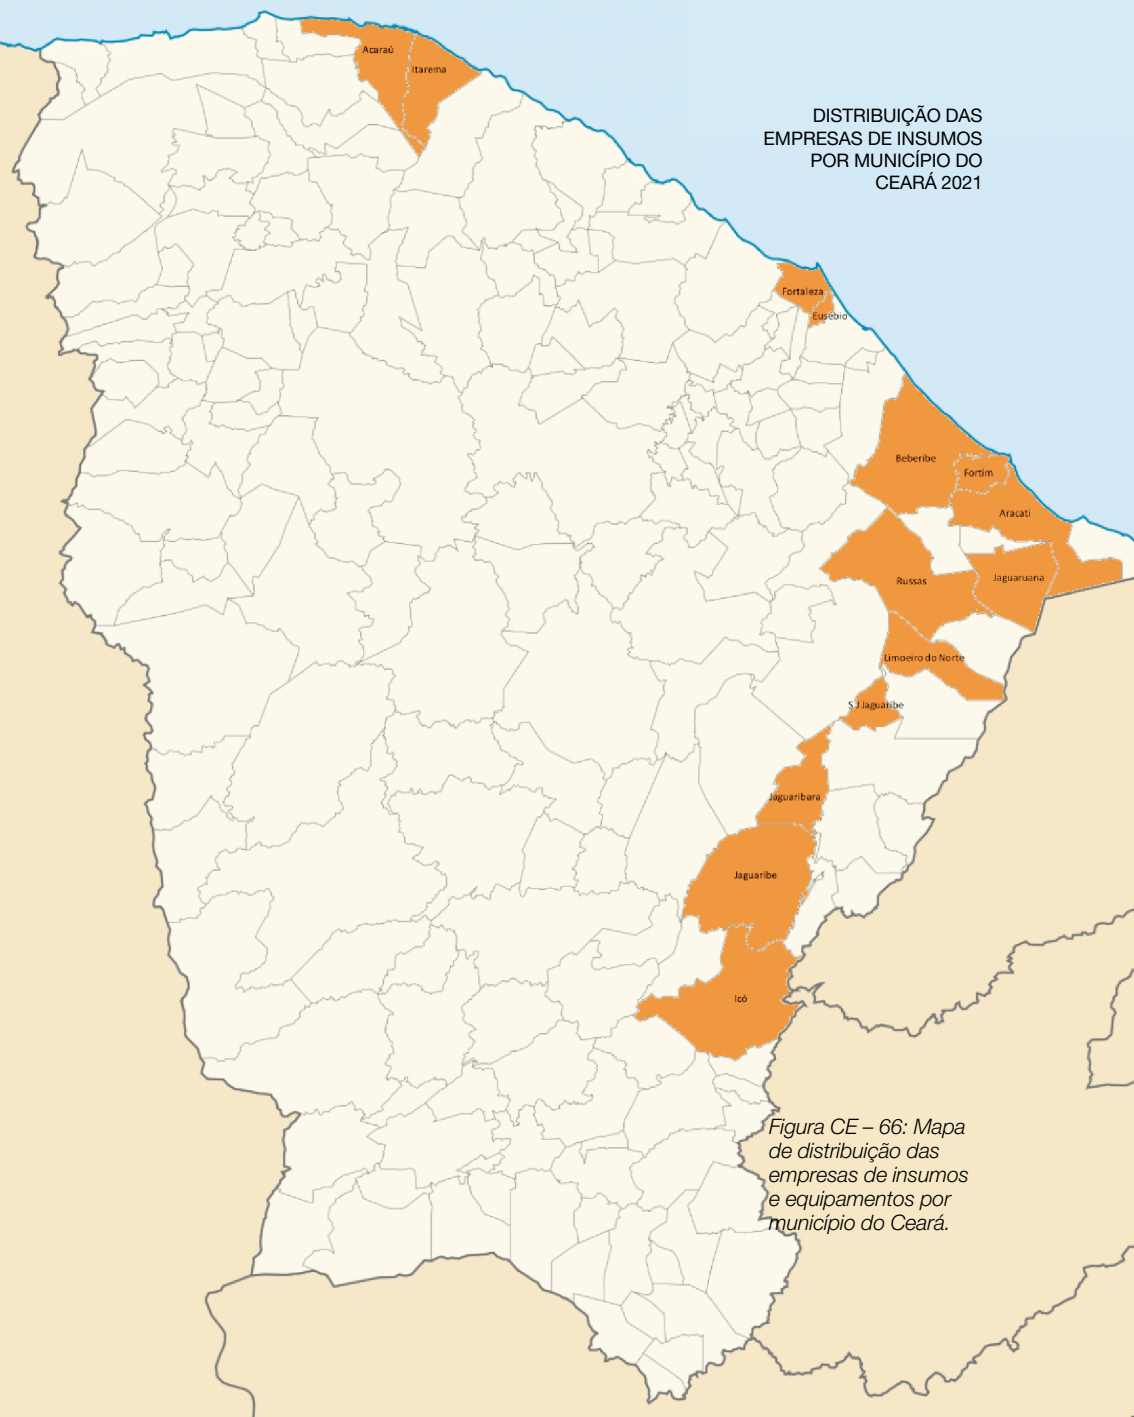 Acaraú
Itarema
DISTRIBUIÇÃO DAS
EMPRESAS DE INSUMOS
POR MUNICÍPIO DO
CEARÁ 2021
Fortaleza
Eusébio
Beberibe
Fortim
Aracati
Russas
Jaguaruana
Limoeiro do Norte
S J Jaguaribe
Jaguaribara
Jaguaribe
Icó
Figura CE – 66: Mapa
de distribuição das
empresas de insumos
e equipamentos por
município do Ceará.